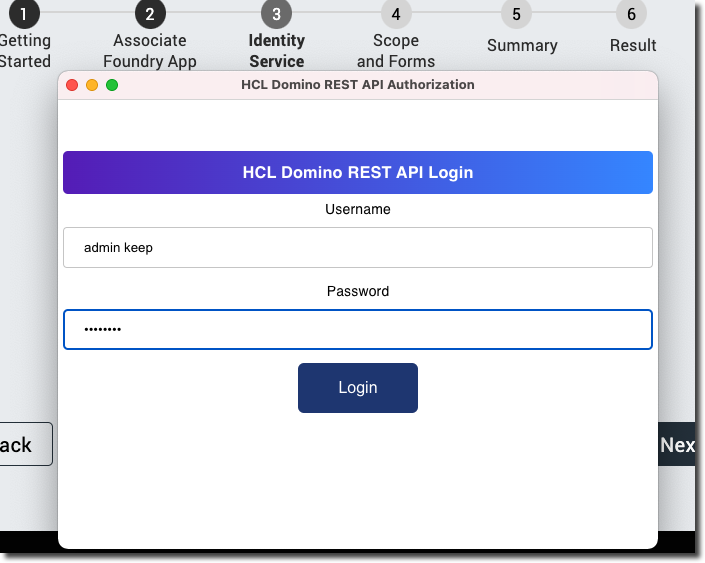 1 2 3 4 5 6
Getting Started
Associate Foundry App
Identity Service
Scope and Forms
Summary
Result
HCL Domino REST API Authorization
HCL Domino REST API Login
Username
admin keep
Password
••••••••
Login
ack
Nex